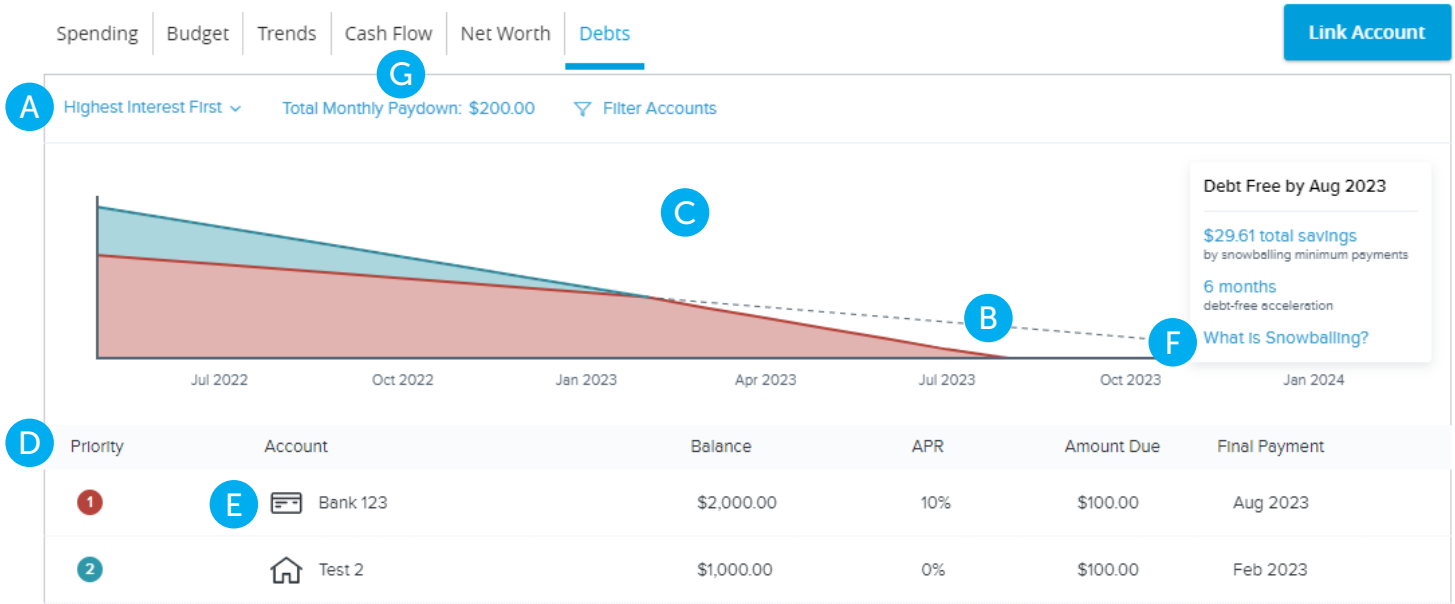 Spending Budget Trends Cash Flow Net Worth Debts Link Account
G
A Highest Interest First Total Monthly Paydown: $200.00 Filter Accounts
Debt Free by Aug 2023
C
$29.61 total savings
by snowballing minimum payments
6 months
debt-free acceleration
B
F What is Snowballing?
Jul 2022 Oct 2022 Jan 2023 Apr 2023 Jul 2023 Oct 2023 Jan 2024
D Priority Account Balance APR Amount Due Final Payment
1 E Bank 123 $2,000.00 10% $100.00 Aug 2023
2 Test 2 $1,000.00 0% $100.00 Feb 2023